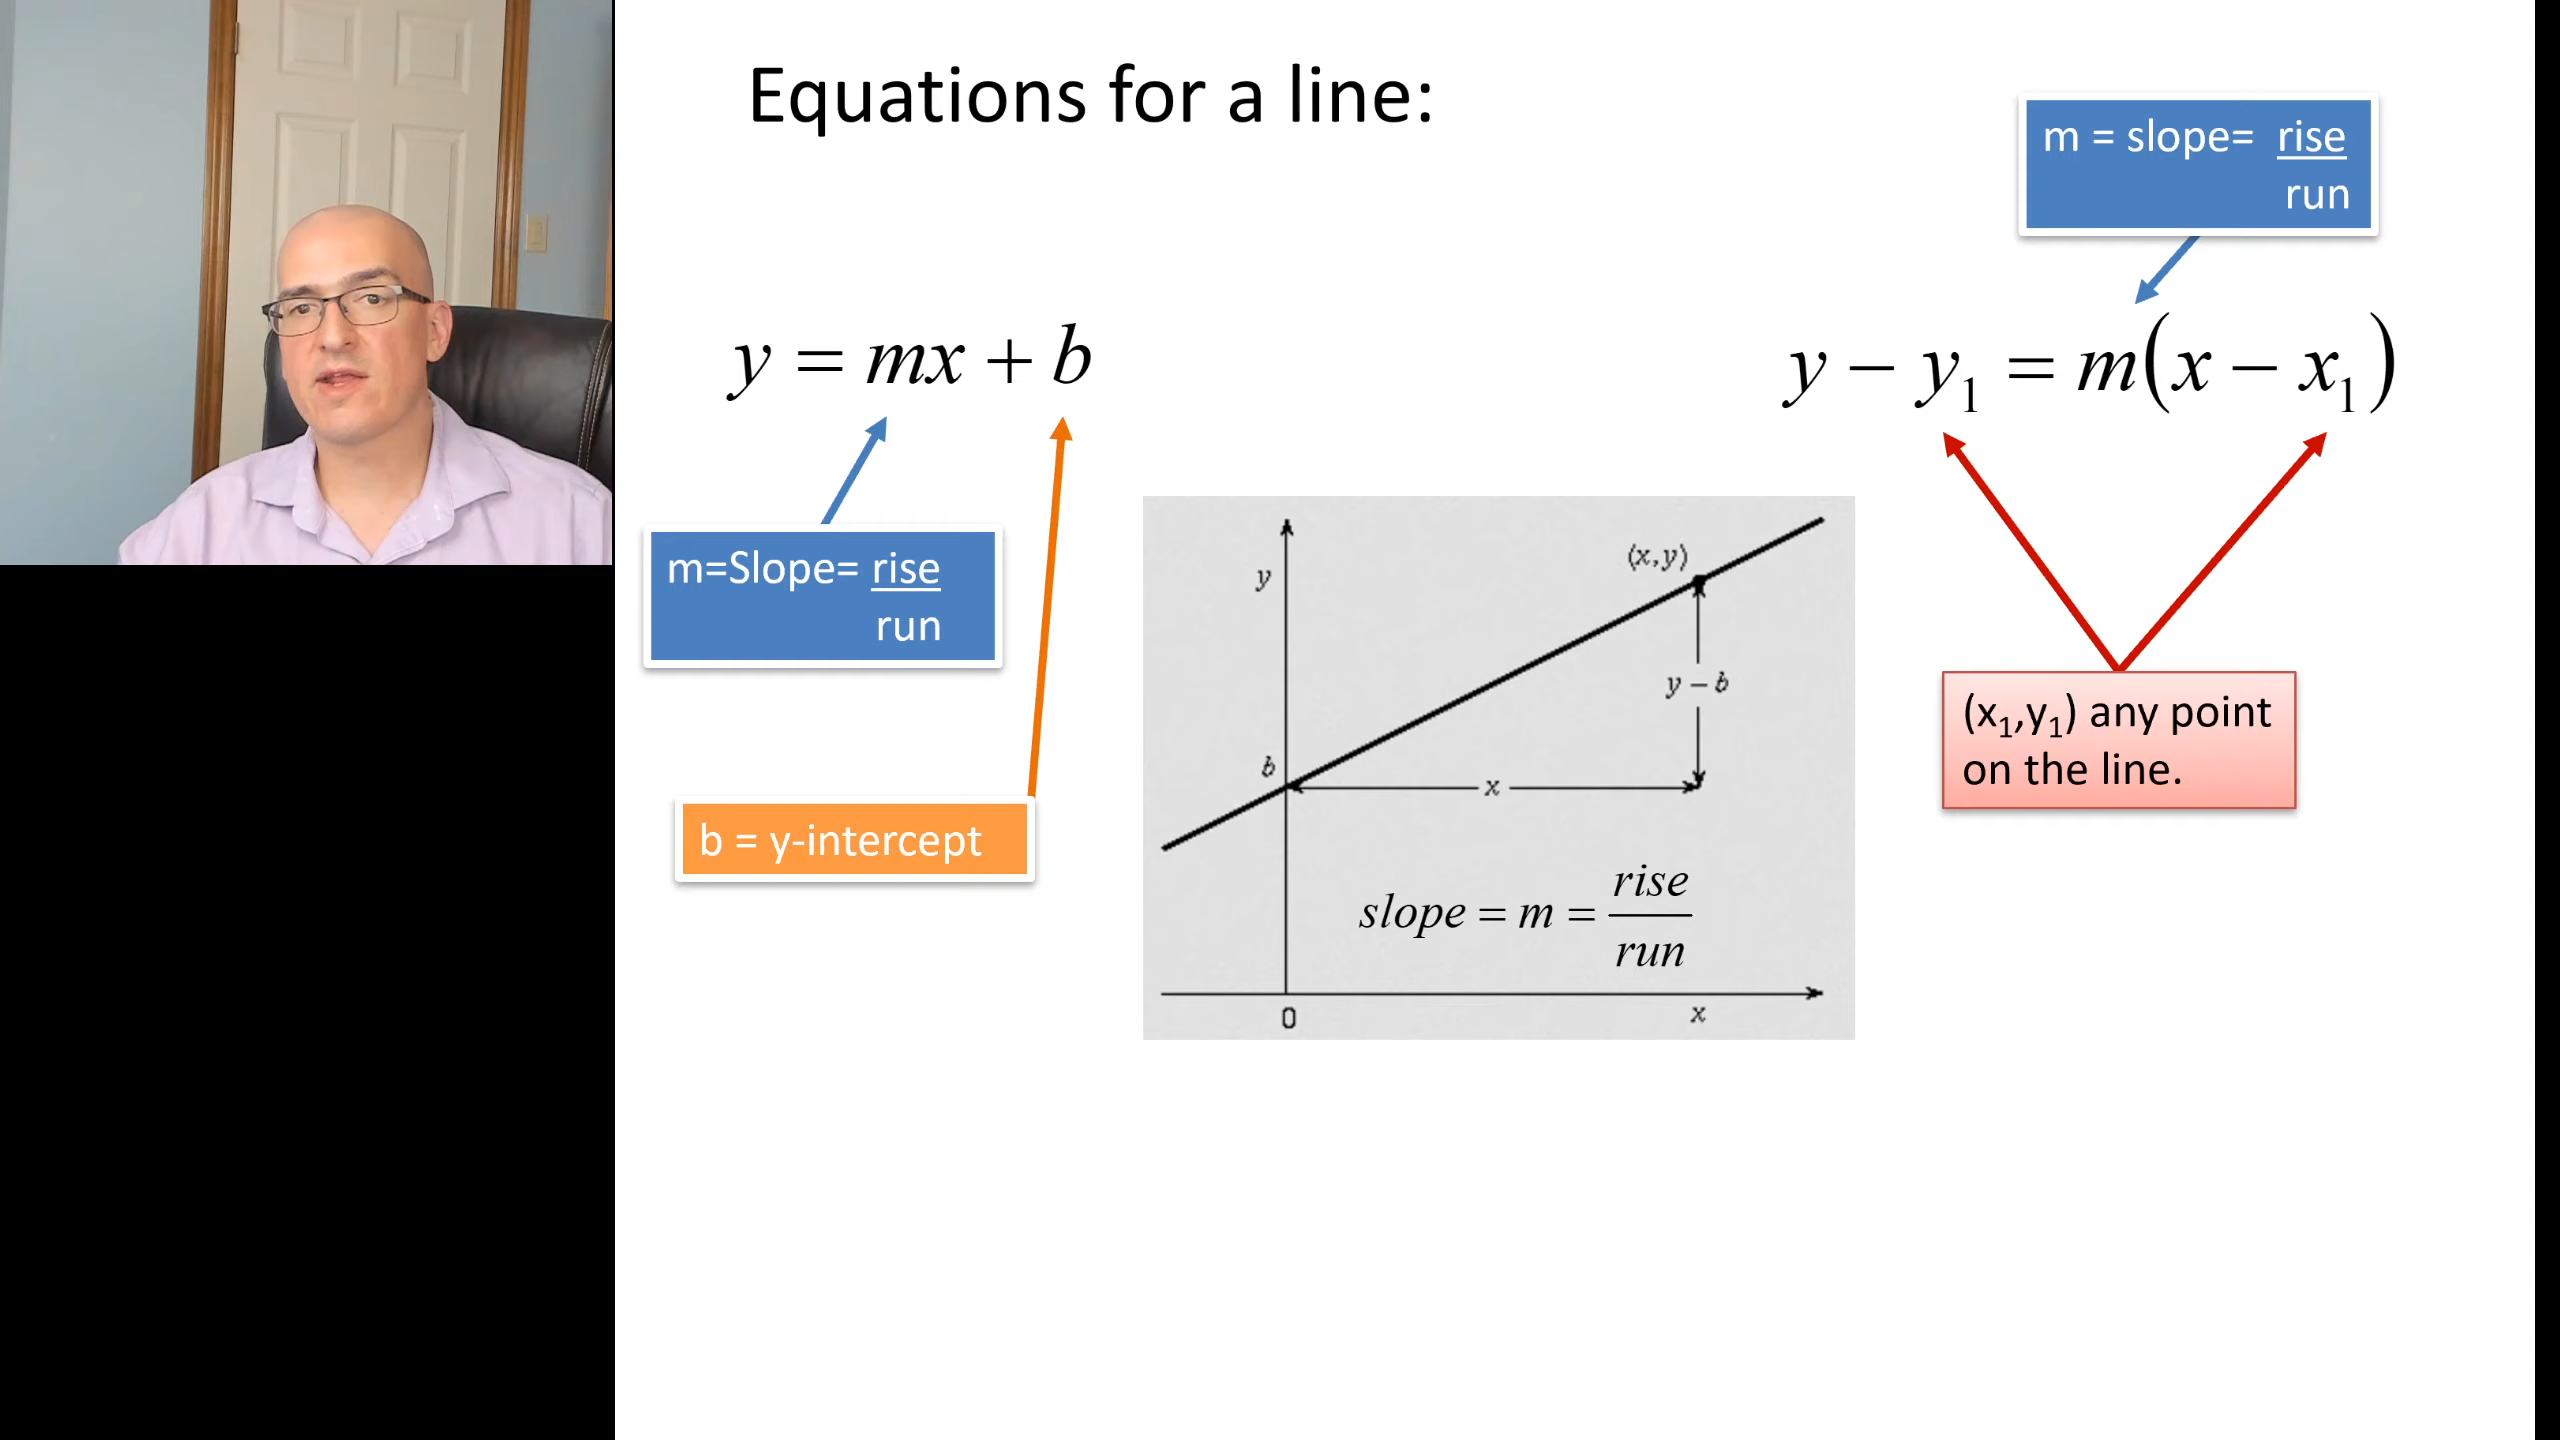 Equations for a line:
m = slope= rise
run
y = mx + b
y − y₁ = m(x − x₁)
m=Slope= rise
run
b = y-intercept
(x,y)
y
y − b
b
x
slope = m = rise
run
0
x
(x₁,y₁) any point
on the line.